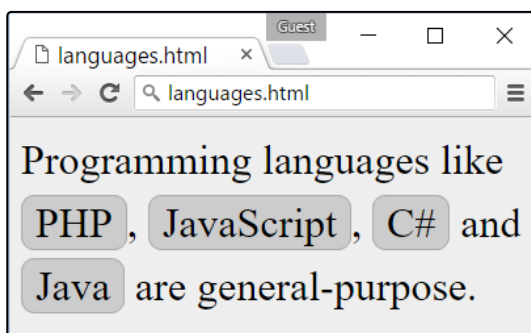 Guest
languages.html
languages.html
Programming languages like
PHP, JavaScript, C# and
Java are general-purpose.